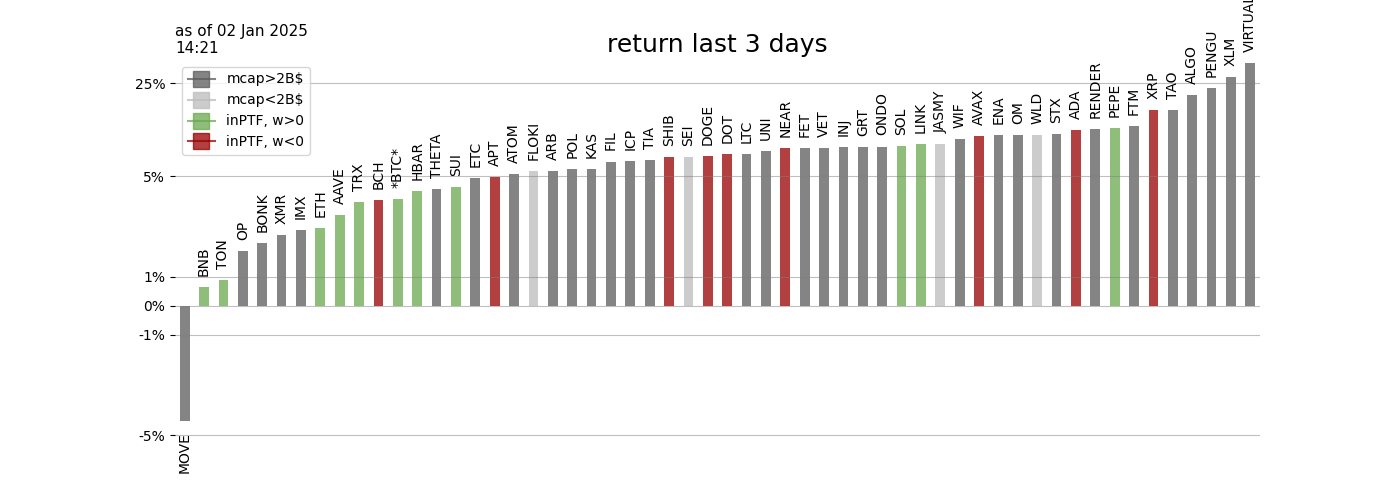 as of 02 Jan 2025
14:21
return last 3 days
mcap>2B$
mcap<2B$
inPTF, w>0
inPTF, w<0
25%
5%
1%
0%
-1%
-5%
MOVE
BNB
TON
OP
BONK
XMR
IMX
ETH
AAVE
TRX
BCH
*BTC*
HBAR
THETA
SUI
ETC
APT
ATOM
FLOKI
ARB
POL
KAS
FIL
ICP
TIA
SHIB
SEI
DOGE
DOT
LTC
UNI
NEAR
FET
VET
INJ
GRT
ONDO
SOL
LINK
JASMY
WIF
AVAX
ENA
OM
WLD
STX
ADA
RENDER
PEPE
FTM
XRP
TAO
ALGO
PENGU
XLM
VIRTUAL